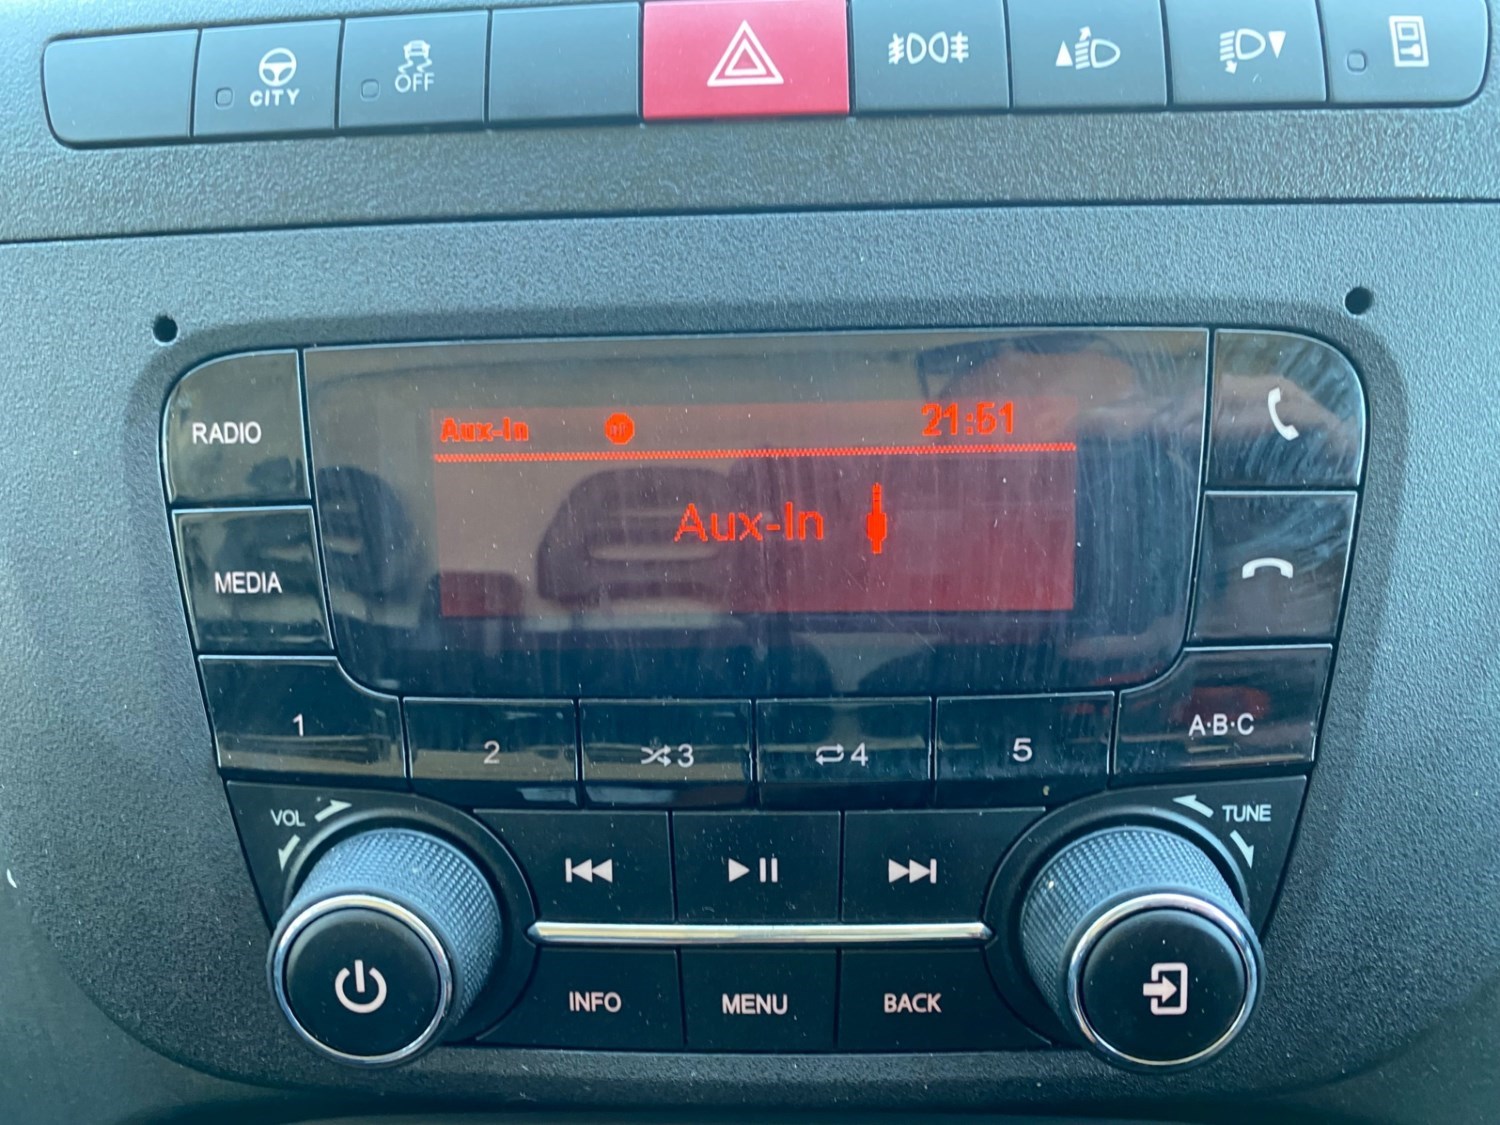 CITY
OFF
Aux-In
21:51
Aux-In
RADIO
MEDIA
1
2
3
4
5
A·B·C
VOL
TUNE
INFO
MENU
BACK